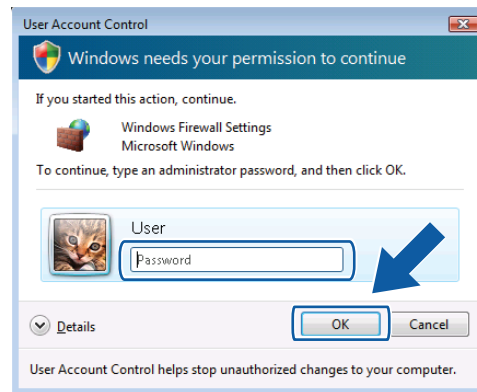 User Account Control
Windows needs your permission to continue
If you started this action, continue.
Windows Firewall Settings
Microsoft Windows
To continue, type an administrator password, and then click OK.
User
Password
Details
OK
Cancel
User Account Control helps stop unauthorized changes to your computer.